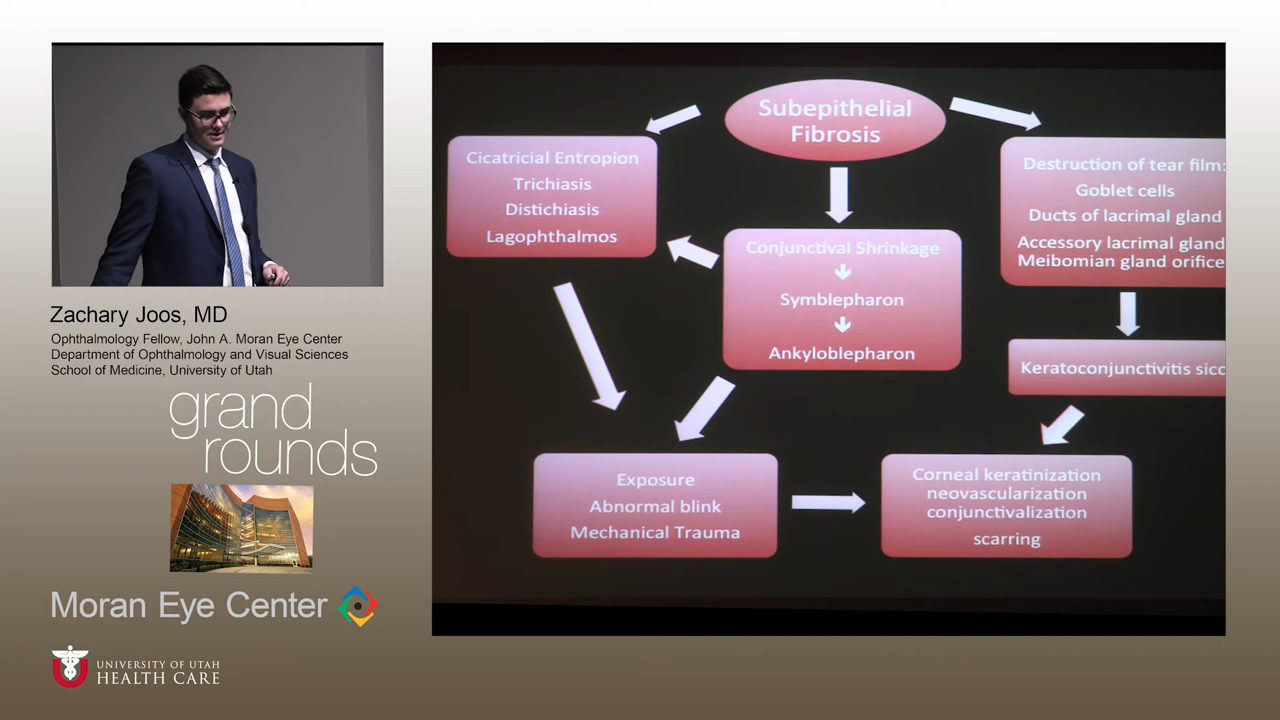 Zachary Joos, MD
Ophthalmology Fellow, John A. Moran Eye Center
Department of Ophthalmology and Visual Sciences
School of Medicine, University of Utah
grand
rounds
Moran Eye Center
UNIVERSITY OF UTAH
HEALTH CARE
Subepithelial
Fibrosis
Cicatricial Entropion
Trichiasis
Distichiasis
Lagophthalmos
Conjunctival Shrinkage
Symblepharon
Ankyloblepharon
Destruction of tear film:
Goblet cells
Ducts of lacrimal gland
Accessory lacrimal gland
Meibomian gland orifice
Keratoconjunctivitis sicc
Exposure
Abnormal blink
Mechanical Trauma
Corneal keratinization
neovascularization
conjunctivalization
scarring